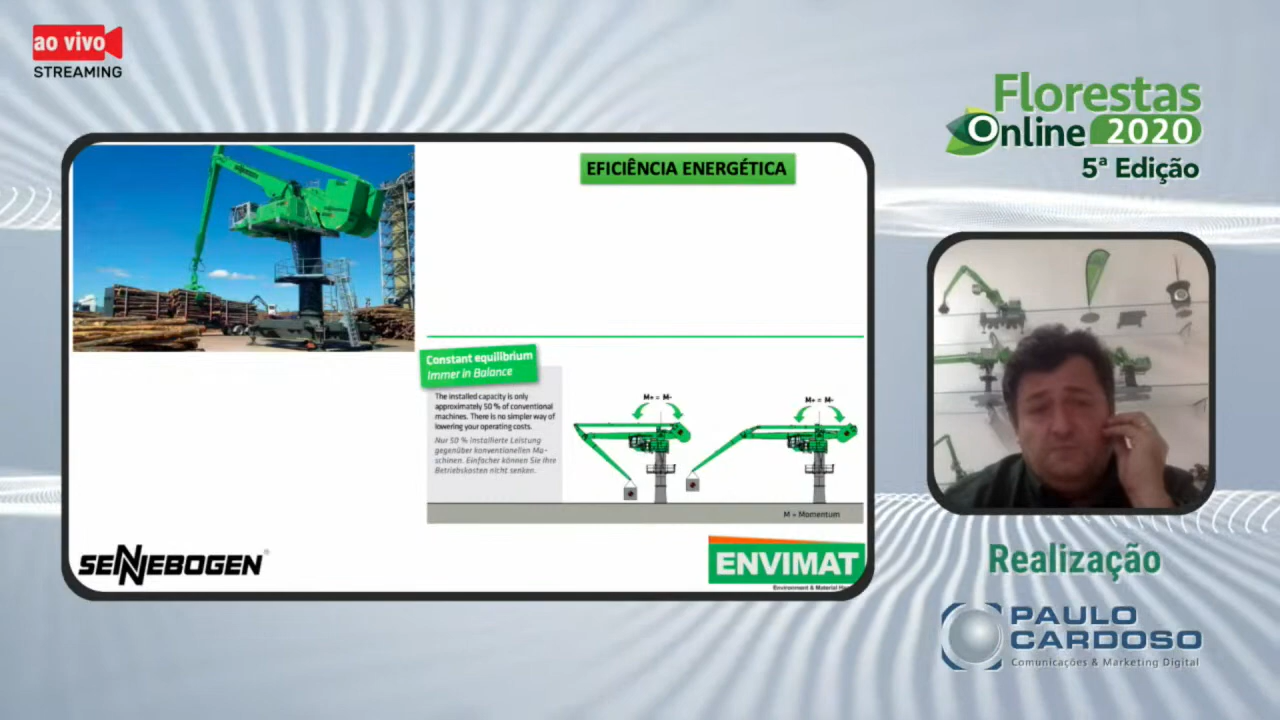 ao vivo
STREAMING
Florestas
Online 2020
5ª Edição
EFICIÊNCIA ENERGÉTICA
Constant equilibrium
Immer in Balance
The installed capacity is only
approximately 50 % of conventional
machines. There is no simpler way of
lowering your operating costs.
Nur 50 % installierte Leistung
gegenüber konventionellen Ma-
schinen. Einfacher können Sie Ihre
Betriebskosten nicht senken.
M+ = M-
M+ = M-
M = Momentum
SENNEBOGEN®
ENVIMAT
Environment & Material
Realização
PAULO
CARDOSO
Comunicações & Marketing Digital